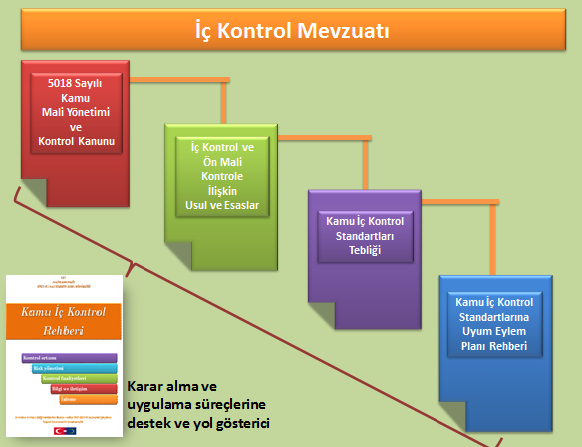 İç Kontrol Mevzuatı
5018 Sayılı
Kamu
Mali Yönetimi
ve
Kontrol Kanunu
İç Kontrol ve
Ön Mali
Kontrole
İlişkin
Usul ve Esaslar
Kamu İç Kontrol
Standartları
Tebliği
Kamu İç Kontrol
Standartlarına
Uyum Eylem
Planı Rehberi
Kamu İç Kontrol
Rehberi
Kontrol ortamı
Risk yönetimi
Kontrol faaliyetleri
Bilgi ve iletişim
İzleme
Karar alma ve
uygulama süreçlerine
destek ve yol gösterici